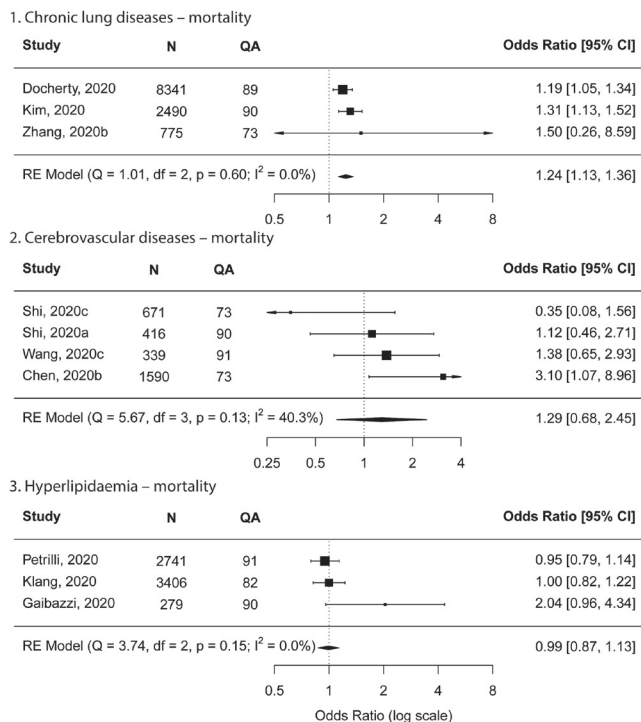 1. Chronic lung diseases – mortality
Study N QA Odds Ratio [95% CI]
Docherty, 2020 8341 89 1.19 [1.05, 1.34]
Kim, 2020 2490 90 1.31 [1.13, 1.52]
Zhang, 2020b 775 73 1.50 [0.26, 8.59]
RE Model (Q = 1.01, df = 2, p = 0.60; I² = 0.0%) 1.24 [1.13, 1.36]
0.5 1 2 4 8
2. Cerebrovascular diseases – mortality
Study N QA Odds Ratio [95% CI]
Shi, 2020c 671 73 0.35 [0.08, 1.56]
Shi, 2020a 416 90 1.12 [0.46, 2.71]
Wang, 2020c 339 91 1.38 [0.65, 2.93]
Chen, 2020b 1590 73 3.10 [1.07, 8.96]
RE Model (Q = 5.67, df = 3, p = 0.13; I² = 40.3%) 1.29 [0.68, 2.45]
0.25 0.5 1 2 4
3. Hyperlipidaemia – mortality
Study N QA Odds Ratio [95% CI]
Petrilli, 2020 2741 91 0.95 [0.79, 1.14]
Klang, 2020 3406 82 1.00 [0.82, 1.22]
Gaibazzi, 2020 279 90 2.04 [0.96, 4.34]
RE Model (Q = 3.74, df = 2, p = 0.15; I² = 0.0%) 0.99 [0.87, 1.13]
0.5 1 2 4 8
Odds Ratio (log scale)